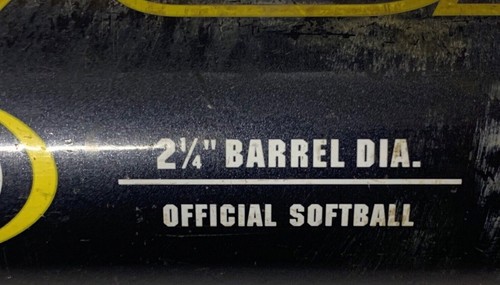 2¼" BARREL DIA.
OFFICIAL SOFTBALL